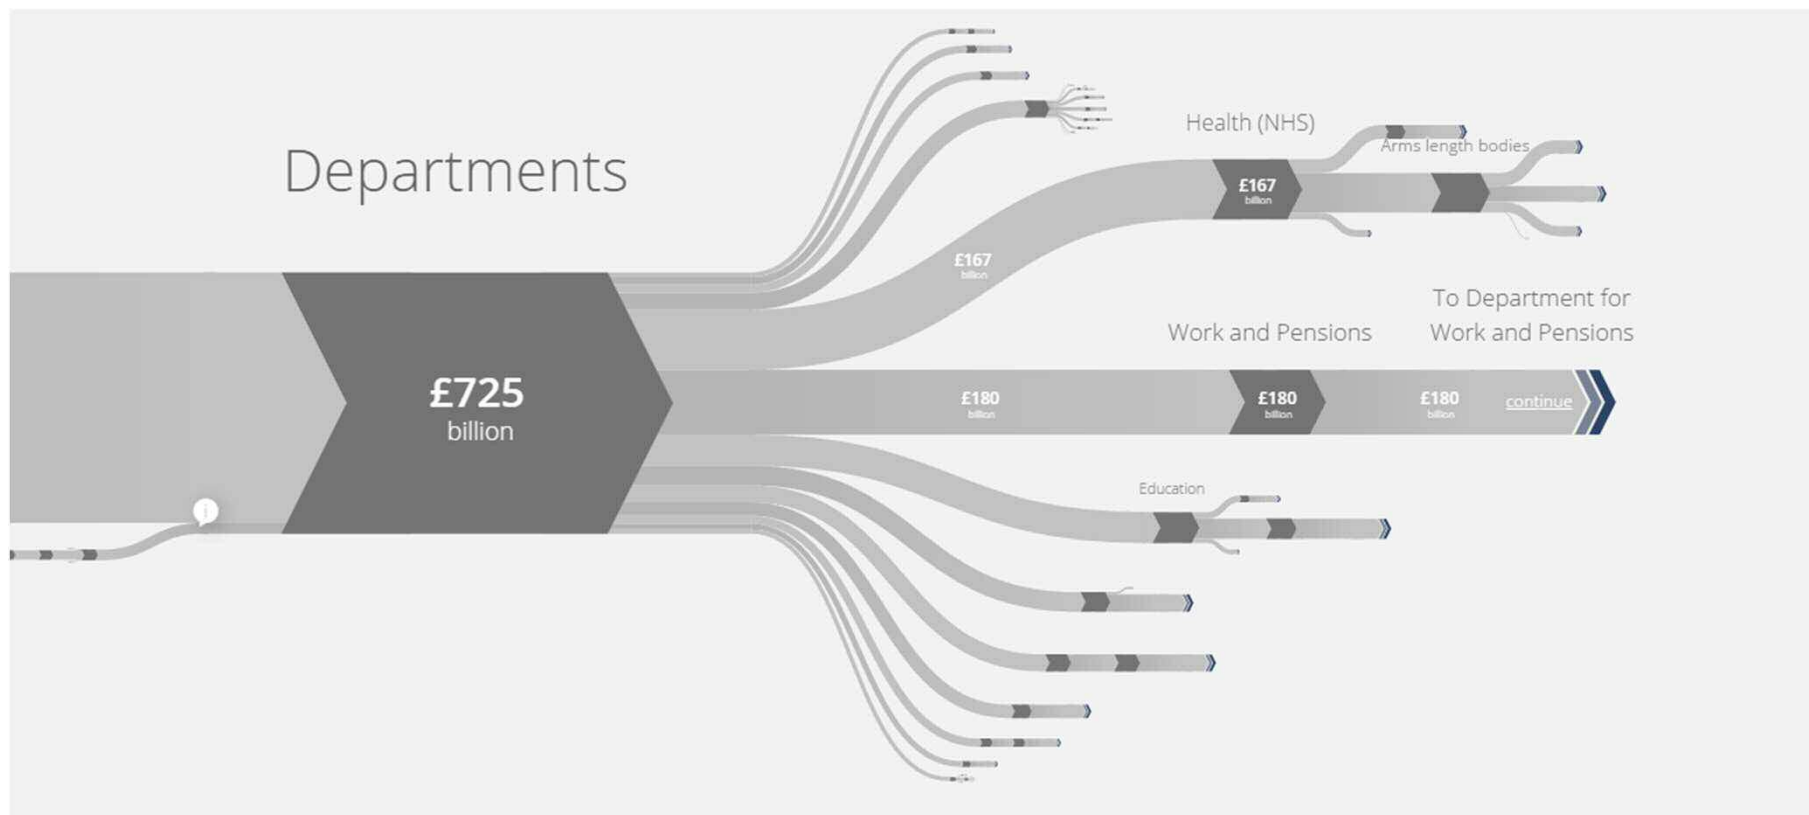 Departments
Health (NHS)
Arms length bodies
£167
billion
£167
billion
To Department for
Work and Pensions
Work and Pensions
£725
billion
£180
billion
£180
billion
£180
billion
continue
Education
i